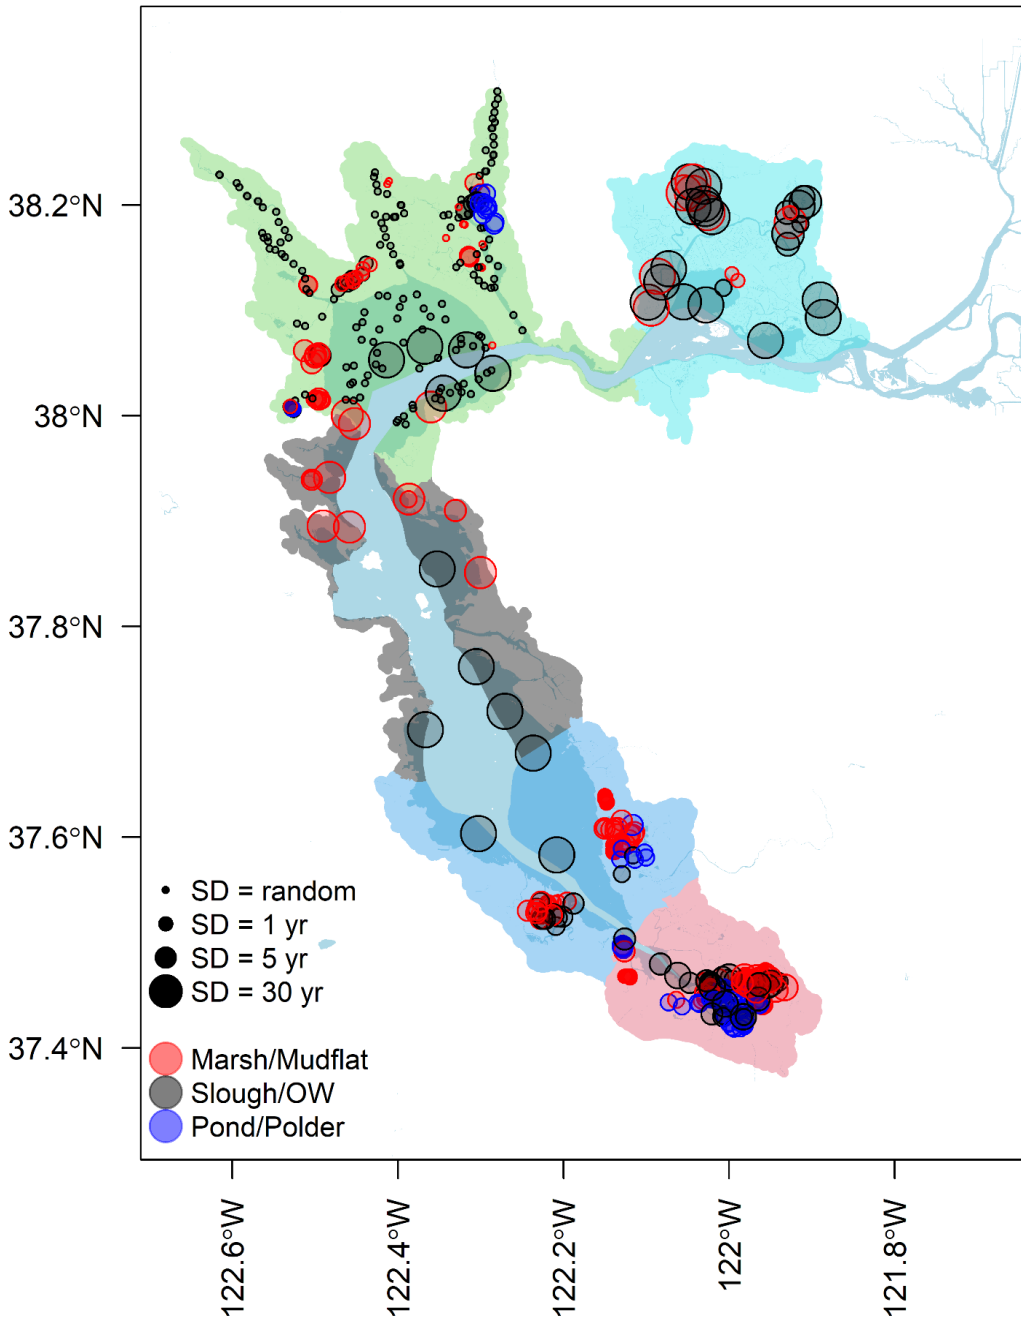 38.2°N
38°N
37.8°N
37.6°N
37.4°N
SD = random
SD = 1 yr
SD = 5 yr
SD = 30 yr
Marsh/Mudflat
Slough/OW
Pond/Polder
122.6°W
122.4°W
122.2°W
122°W
121.8°W